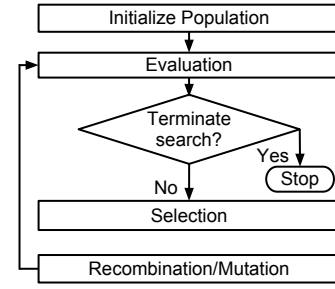 Initialize Population
Evaluation
Terminate
search?
Yes
Stop
No
Selection
Recombination/Mutation